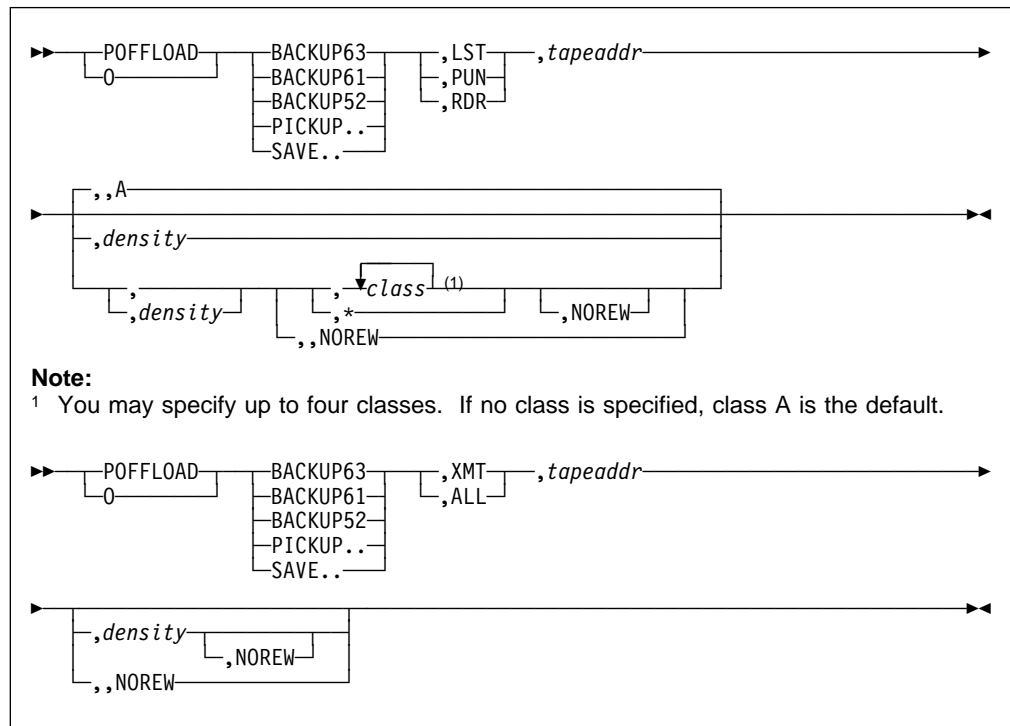 POFFLOAD BACKUP63 ,LST ,tapeaddr
O BACKUP61 ,PUN
BACKUP52 ,RDR
PICKUP..
SAVE..
,,A
,density
, , class (1)
,density ,* ,NOREW
,,NOREW
Note:
1 You may specify up to four classes. If no class is specified, class A is the default.
POFFLOAD BACKUP63 ,XMT ,tapeaddr
O BACKUP61 ,ALL
BACKUP52
PICKUP..
SAVE..
,density
,NOREW
,,NOREW